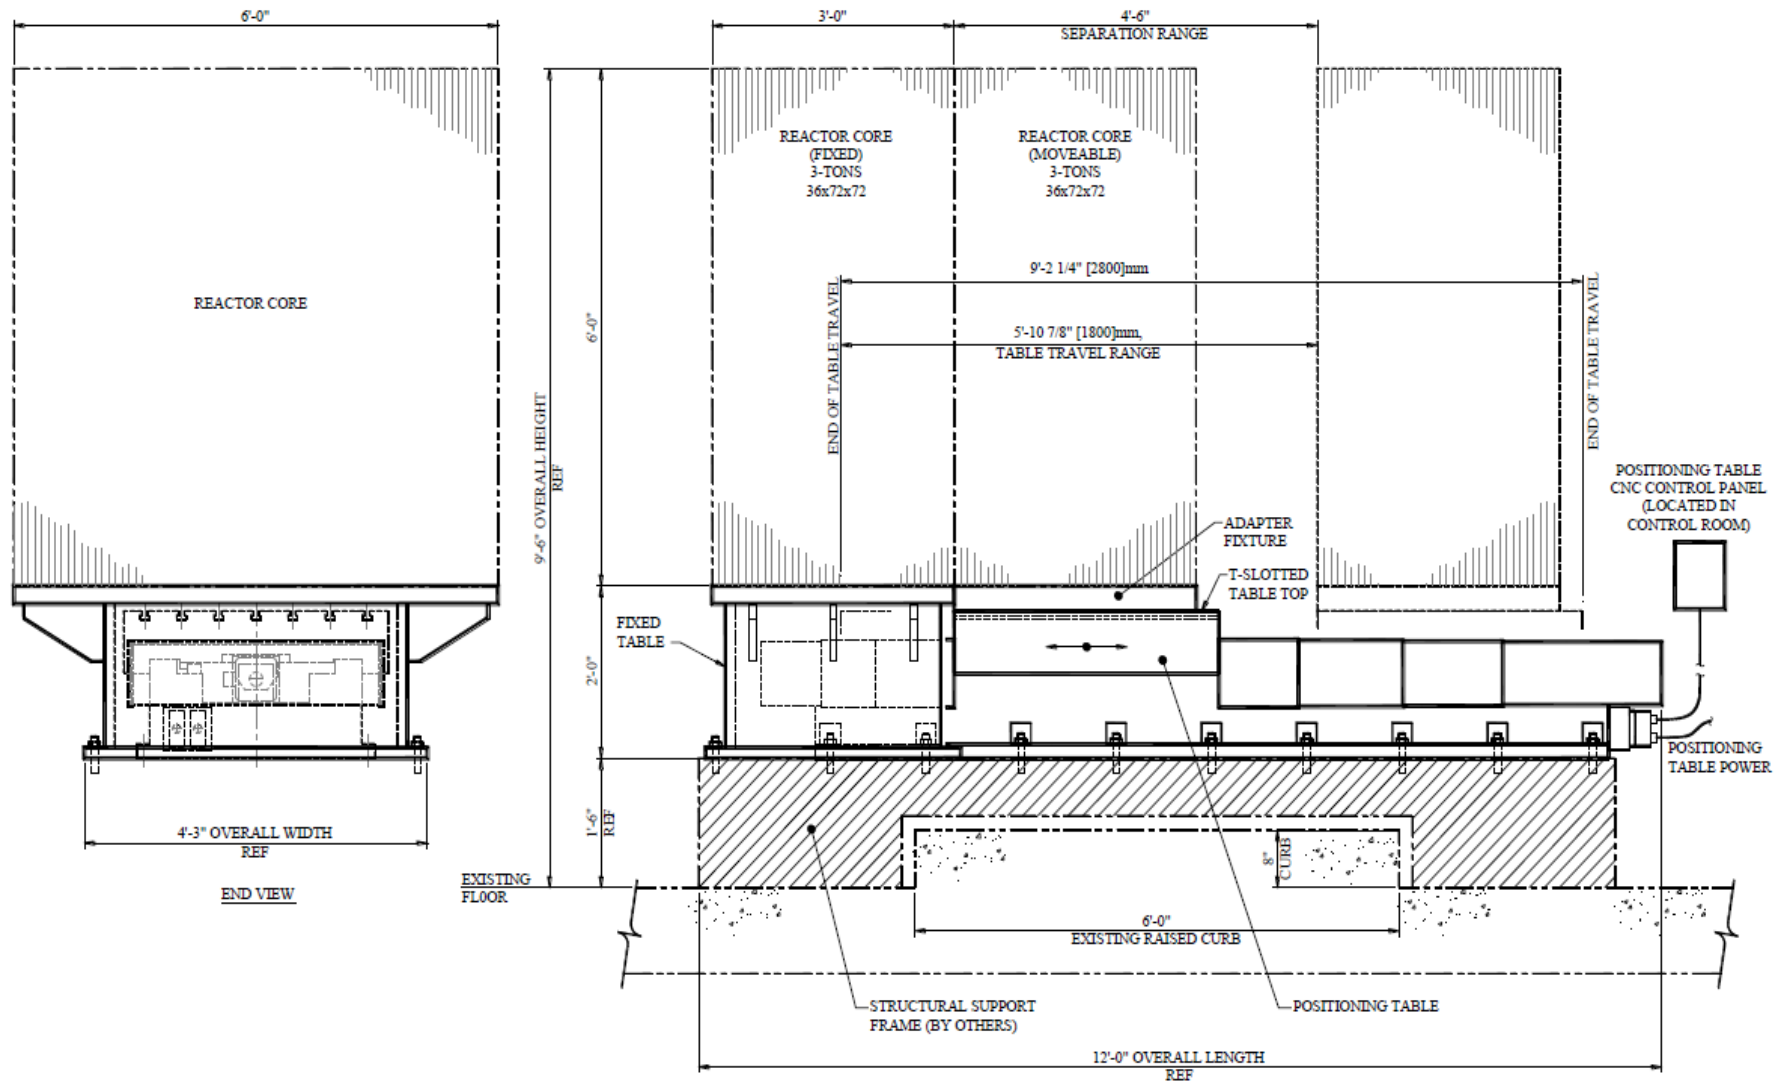 6'-0"
3'-0"
4'-6"
SEPARATION RANGE
REACTOR CORE
(FIXED)
3-TONS
36x72x72
REACTOR CORE
(MOVEABLE)
3-TONS
36x72x72
REACTOR CORE
9'-2 1/4" [2800]mm
5'-10 7/8" [1800]mm,
TABLE TRAVEL RANGE
END OF TABLE TRAVEL
END OF TABLE TRAVEL
6'-0"
9'-6" OVERALL HEIGHT
REF
POSITIONING TABLE
CNC CONTROL PANEL
(LOCATED IN
CONTROL ROOM)
ADAPTER
FIXTURE
T-SLOTTED
TABLE TOP
FIXED
TABLE
2'-0"
POSITIONING
TABLE POWER
1'-6"
REF
4'-3" OVERALL WIDTH
REF
8"
CURB
END VIEW
EXISTING
FLOOR
6'-0"
EXISTING RAISED CURB
STRUCTURAL SUPPORT
FRAME (BY OTHERS)
POSITIONING TABLE
12'-0" OVERALL LENGTH
REF